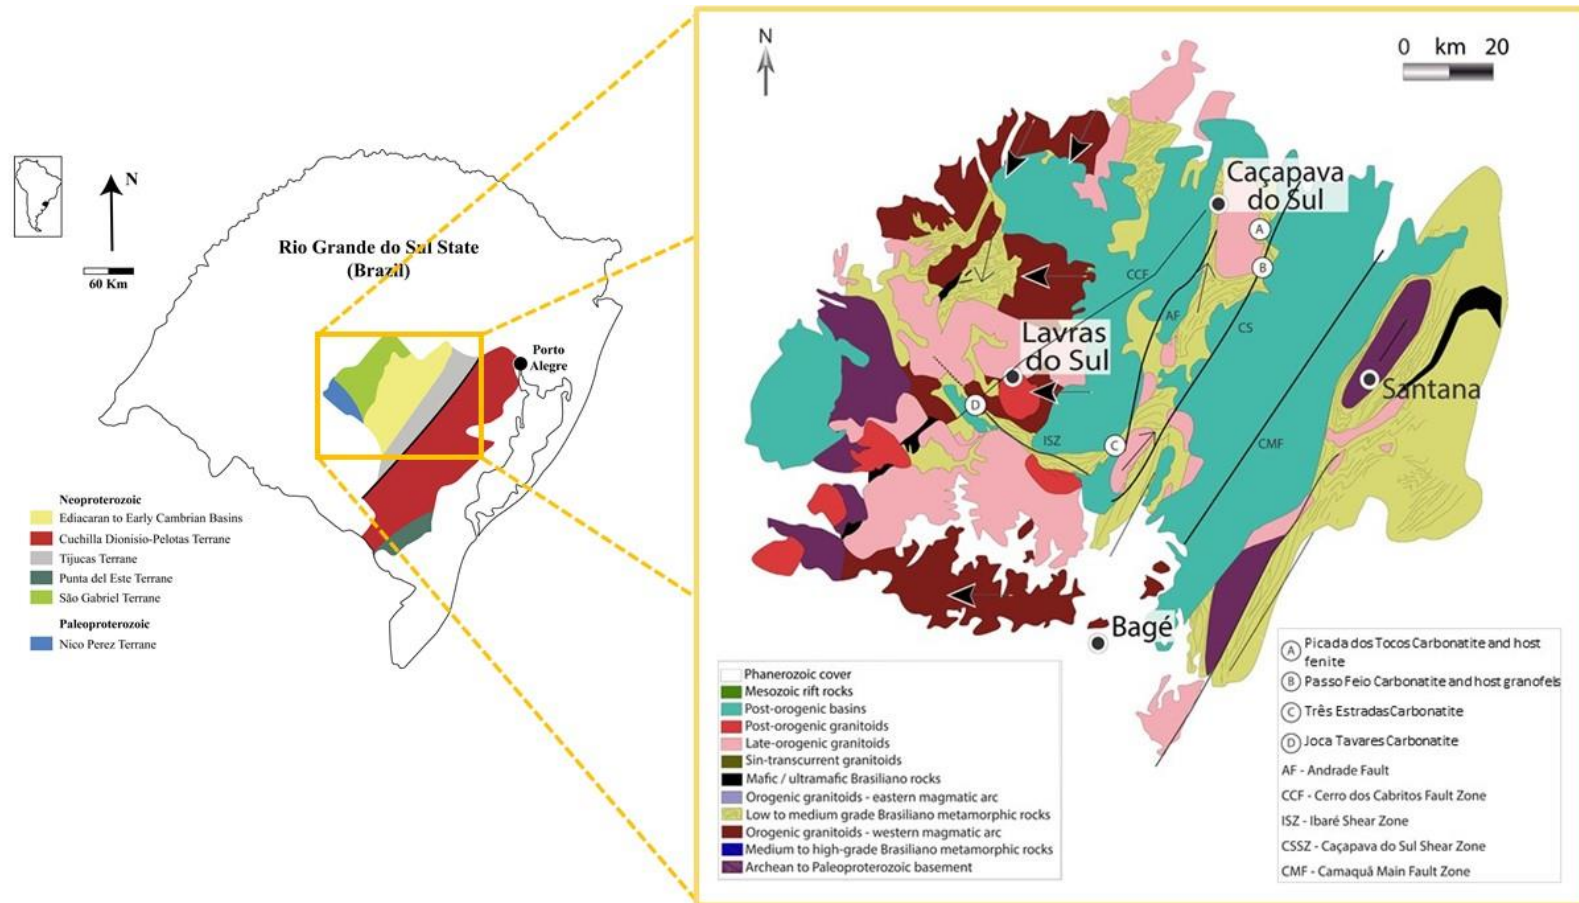 N
60 Km
Rio Grande do Sul State
(Brazil)
Porto
Alegre
Neoproterozoic
Ediacaran to Early Cambrian Basins
Cuchilla Dionisio-Pelotas Terrane
Tijucas Terrane
Punta del Este Terrane
São Gabriel Terrane
Paleoproterozoic
Nico Perez Terrane
N
0 km 20
Caçapava
do Sul
A
B
CCF
AF
CS
Lavras
do Sul
D
ISZ
C
CMF
Santana
Bagé
Phanerozoic cover
Mesozoic rift rocks
Post-orogenic basins
Post-orogenic granitoids
Late-orogenic granitoids
Sin-transcurrent granitoids
Mafic / ultramafic Brasiliano rocks
Orogenic granitoids - eastern magmatic arc
Low to medium grade Brasiliano metamorphic rocks
Orogenic granitoids - western magmatic arc
Medium to high-grade Brasiliano metamorphic rocks
Archean to Paleoproterozoic basement
A Picada dos Tocos Carbonatite and host
fenite
B Passo Feio Carbonatite and host granofels
C Três Estradas Carbonatite
D Joca Tavares Carbonatite
AF - Andrade Fault
CCF - Cerro dos Cabritos Fault Zone
ISZ - Ibaré Shear Zone
CSSZ - Caçapava do Sul Shear Zone
CMF - Camaquã Main Fault Zone